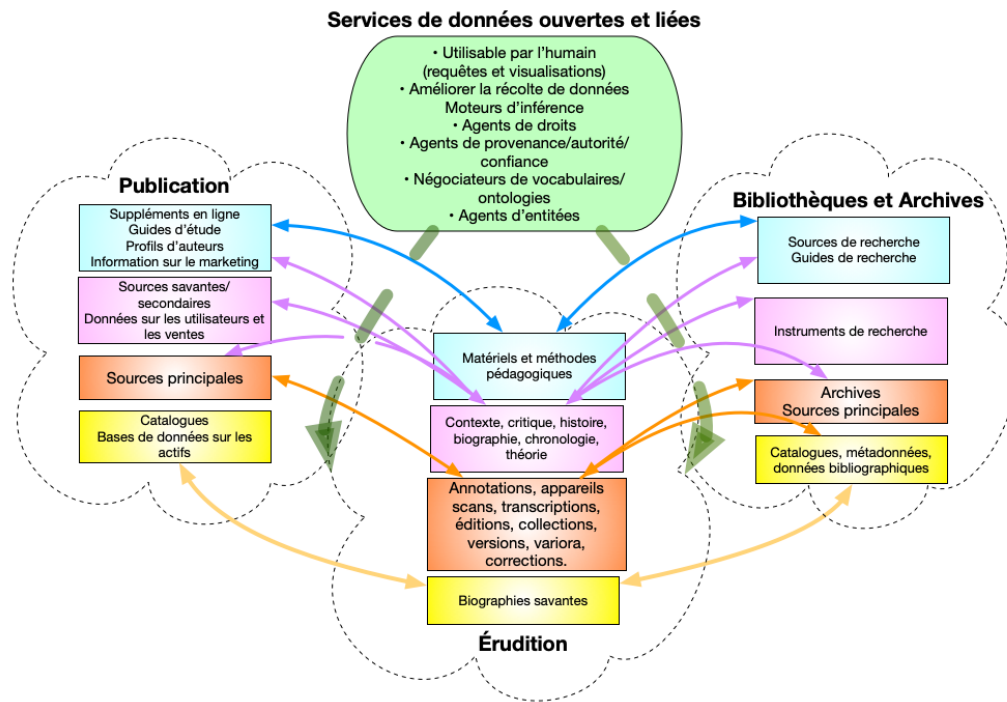 Services de données ouvertes et liées
• Utilisable par l'humain
(requêtes et visualisations)
• Améliorer la récolte de données
Moteurs d'inférence
• Agents de droits
• Agents de provenance/autorité/
confiance
• Négociateurs de vocabulaires/
ontologies
• Agents d'entitées
Publication
Suppléments en ligne
Guides d'étude
Profils d'auteurs
Information sur le marketing
Sources savantes/
secondaires
Données sur les utilisateurs et
les ventes
Sources principales
Catalogues
Bases de données sur les
actifs
Matériels et méthodes
pédagogiques
Contexte, critique, histoire,
biographie, chronologie,
théorie
Annotations, appareils
scans, transcriptions,
éditions, collections,
versions, variora,
corrections.
Biographies savantes
Érudition
Bibliothèques et Archives
Sources de recherche
Guides de recherche
Instruments de recherche
Archives
Sources principales
Catalogues, métadonnées,
données bibliographiques